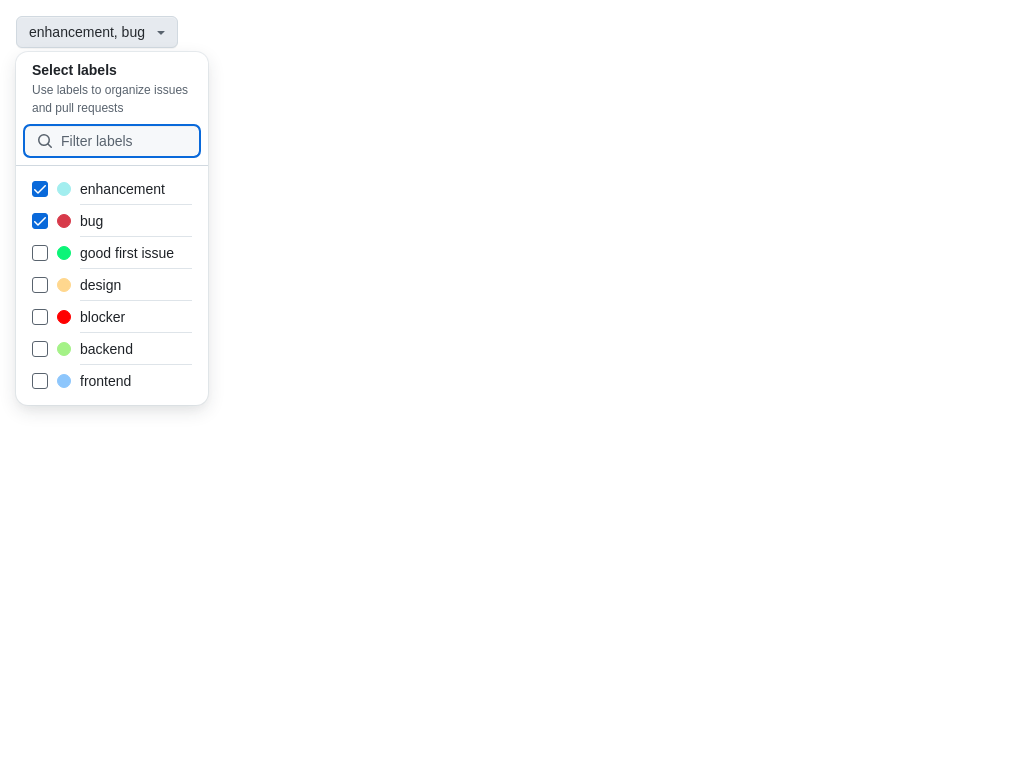 enhancement, bug
Select labels
Use labels to organize issues
and pull requests
Filter labels
enhancement
bug
good first issue
design
blocker
backend
frontend